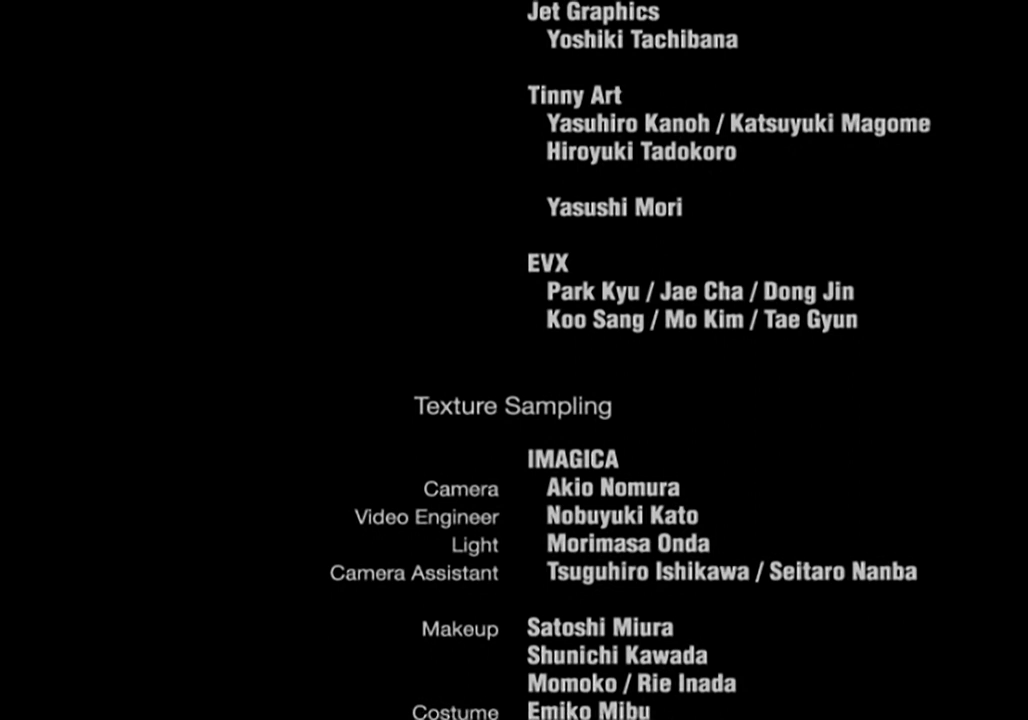 Jet Graphics
Yoshiki Tachibana
Tinny Art
Yasuhiro Kanoh / Katsuyuki Magome
Hiroyuki Tadokoro
Yasushi Mori
EVX
Park Kyu / Jae Cha / Dong Jin
Koo Sang / Mo Kim / Tae Gyun
Texture Sampling
IMAGICA
Camera Akio Nomura
Video Engineer Nobuyuki Kato
Light Morimasa Onda
Camera Assistant Tsuguhiro Ishikawa / Seitaro Nanba
Makeup Satoshi Miura
Shunichi Kawada
Momoko / Rie Inada
Costume Emiko Mibu